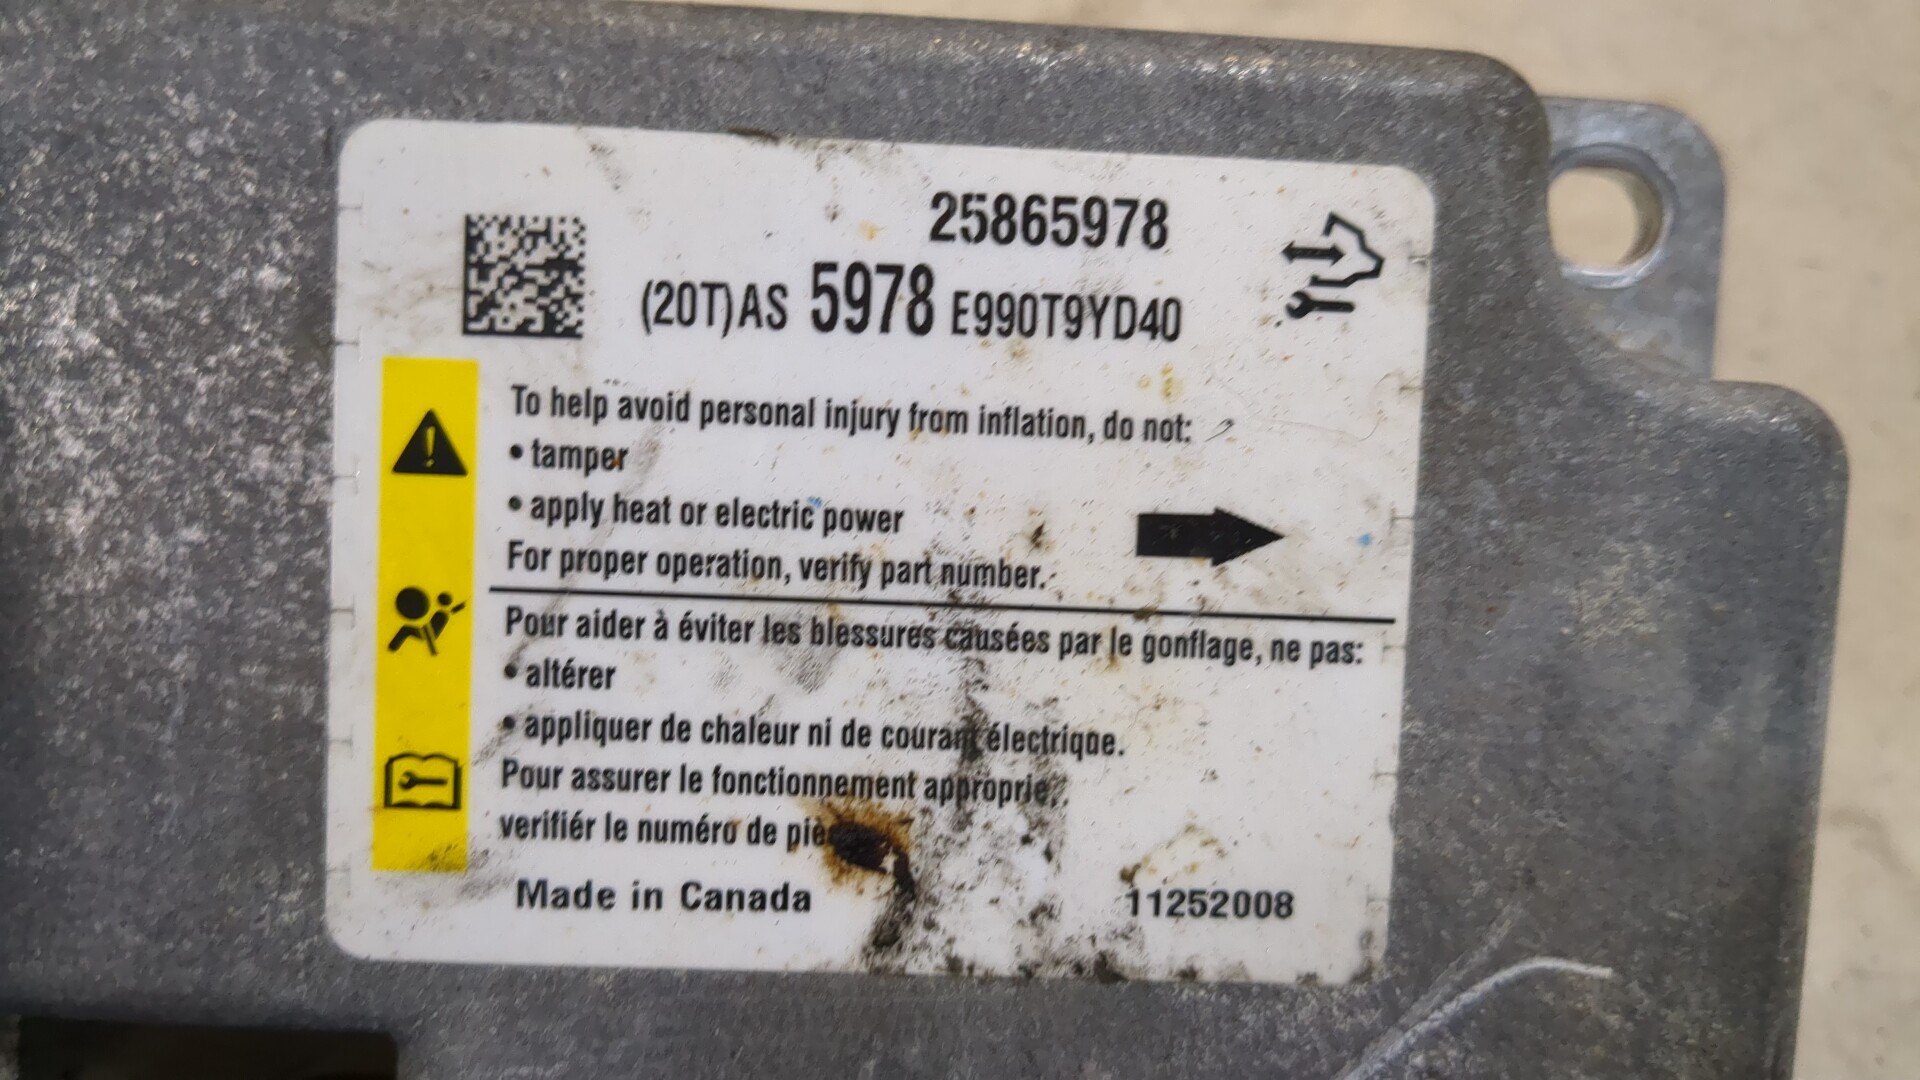 25865978
(20T)AS 5978 E990T9YD40
To help avoid personal injury from inflation, do not:
• tamper
• apply heat or electric power
For proper operation, verify part number.
Pour aider à éviter les blessures causées par le gonflage, ne pas:
• altérer
• appliquer de chaleur ni de courant électrique.
Pour assurer le fonctionnement approprie,
verifiér le numéro de
Made in Canada
11252008